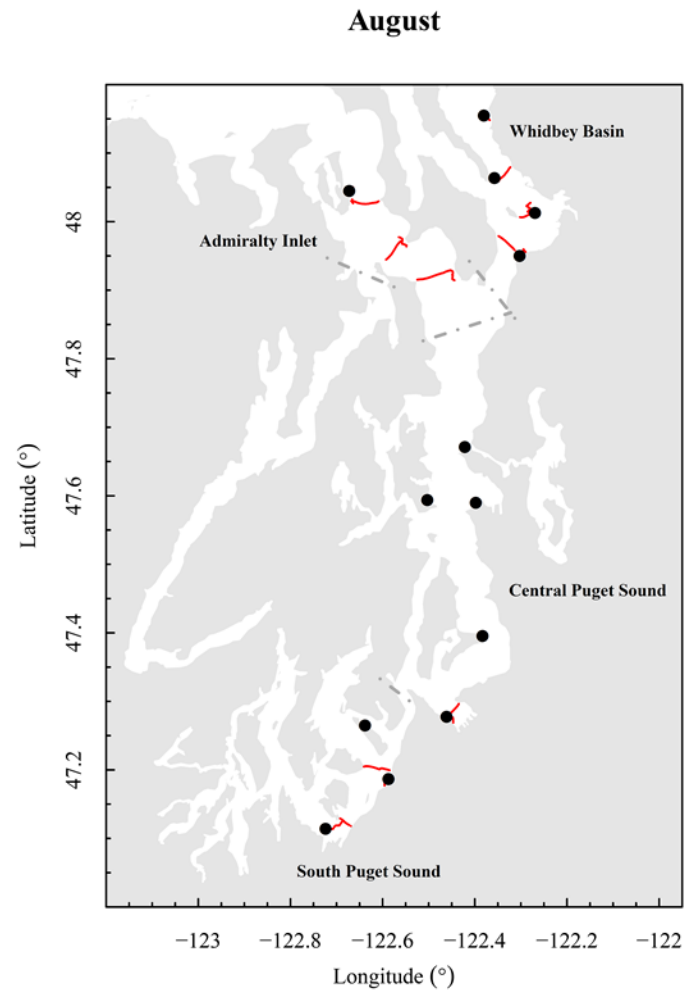 August
Whidbey Basin
48
Admiralty Inlet
47.8
Latitude (°)
47.6
Central Puget Sound
47.4
47.2
South Puget Sound
−123 −122.8 −122.6 −122.4 −122.2 −122
Longitude (°)